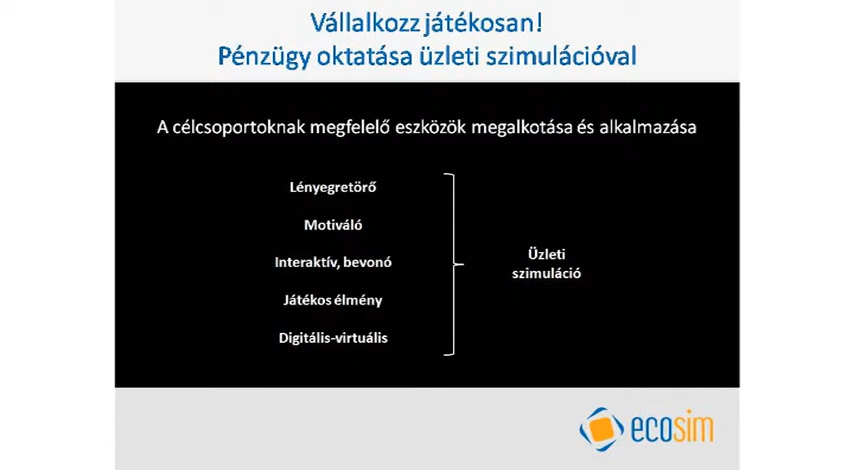 Vállalkozz játékosan!
Pénzügy oktatása üzleti szimulációval
A célcsoportoknak megfelelő eszközök megalkotása és alkalmazása
Lényegretörő
Motiváló
Interaktív, bevonó
Játékos élmény
Digitális-virtuális
Üzleti
szimuláció
ecosim